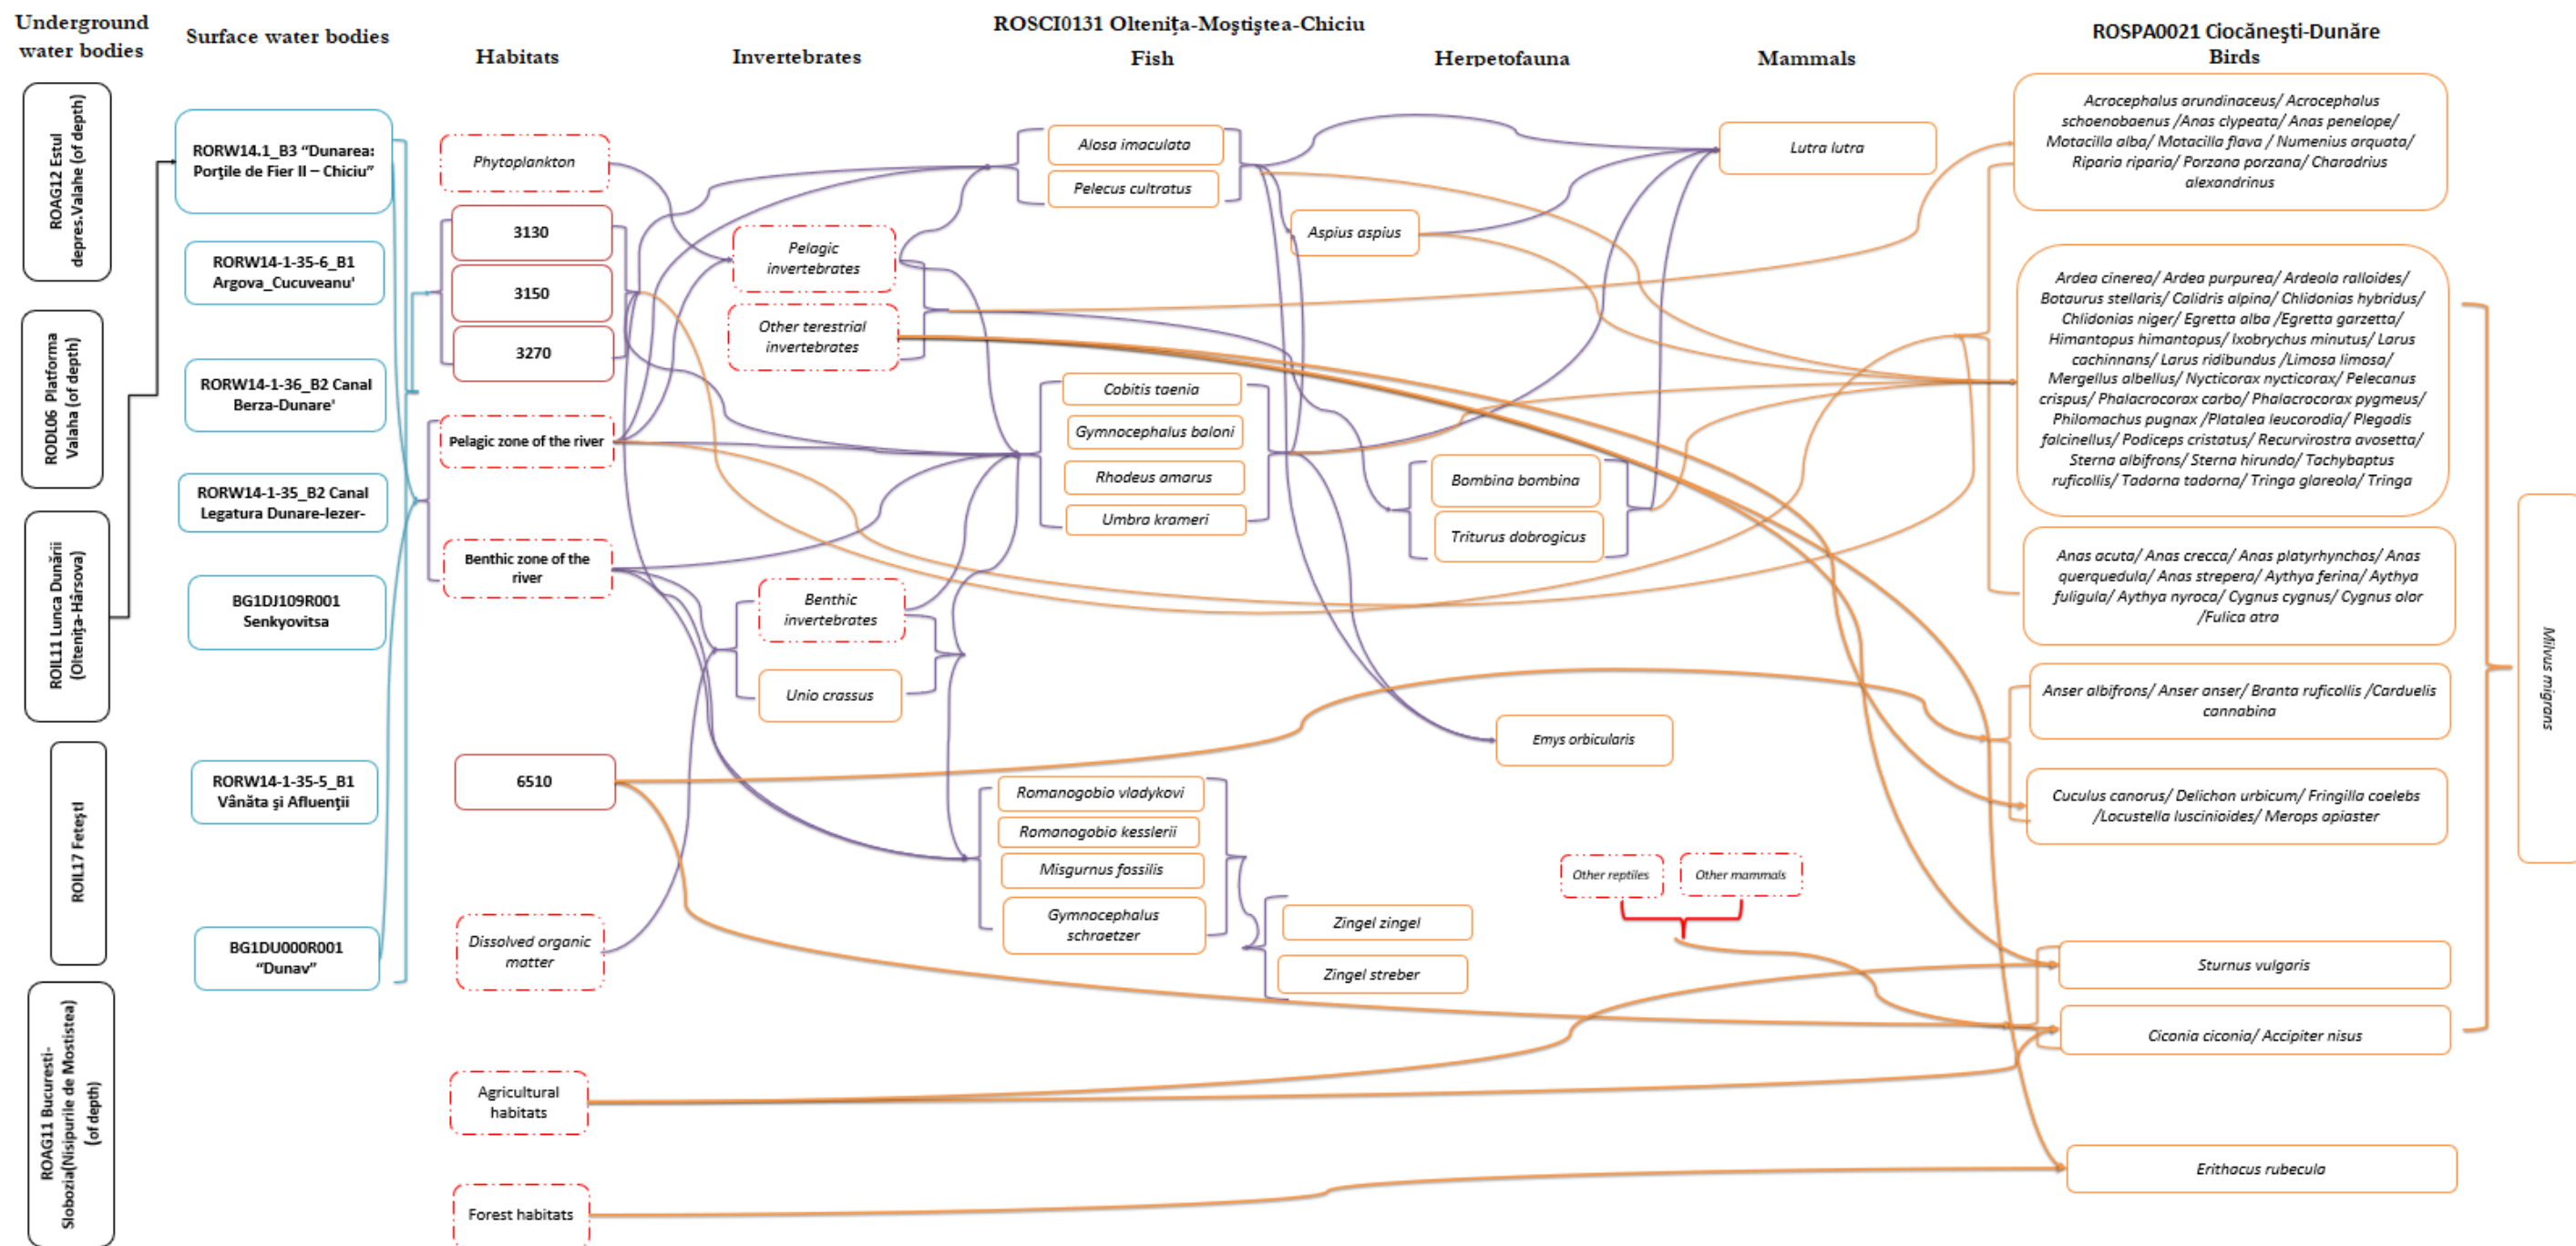 Underground
water bodies
Surface water bodies
Habitats
Invertebrates
ROSCI0131 Oltenița-Moștiștea-Chiciu
Fish
Herpetofauna
Mammals
ROSPA0021 Ciocănești-Dunăre
Birds
ROAG12 Estul
depres.Valahe (of depth)
RODL06 Platforma
Valaha (of depth)
ROIL11 Lunca Dunării
(Oltenița-Hârsova)
ROIL17 Fetești
ROAG11 Bucuresti-
Slobozia(Nisipurile de Mostistea)
(of depth)
RORW14.1_B3 “Dunarea:
Porțile de Fier II – Chiciu”
RORW14-1-35-6_B1
Argova_Cucuveanu'
RORW14-1-36_B2 Canal
Berza-Dunare'
RORW14-1-35_B2 Canal
Legatura Dunare-Iezer-
BG1DJ109R001
Senkyovitsa
RORW14-1-35-5_B1
Vânăta și Afluenții
BG1DU000R001
“Dunav”
Phytoplankton
3130
3150
3270
Pelagic zone of the river
Benthic zone of the
river
6510
Dissolved organic
matter
Agricultural
habitats
Forest habitats
Pelagic
invertebrates
Other terestrial
invertebrates
Benthic
invertebrates
Unio crassus
Alosa imaculata
Pelecus cultratus
Aspius aspius
Cobitis taenia
Gymnocephalus baloni
Rhodeus amarus
Umbra krameri
Romanogobio vladykovi
Romanogobio kesslerii
Misgurnus fossilis
Gymnocephalus
schraetzer
Zingel zingel
Zingel streber
Bombina bombina
Triturus dobrogicus
Emys orbicularis
Other reptiles
Other mammals
Lutra lutra
Acrocephalus arundinaceus/ Acrocephalus
schoenobaenus /Anas clypeata/ Anas penelope/
Motacilla alba/ Motacilla flava / Numenius arquata/
Riparia riparia/ Porzana porzana/ Charadrius
alexandrinus
Ardea cinerea/ Ardea purpurea/ Ardeola ralloides/
Botaurus stellaris/ Calidris alpina/ Chlidonias hybridus/
Chlidonias niger/ Egretta alba /Egretta garzetta/
Himantopus himantopus/ Ixobrychus minutus/ Larus
cachinnans/ Larus ridibundus /Limosa limosa/
Mergellus albellus/ Nycticorax nycticorax/ Pelecanus
crispus/ Phalacrocorax carbo/ Phalacrocorax pygmeus/
Philomachus pugnax /Platalea leucorodia/ Plegadis
falcinellus/ Podiceps cristatus/ Recurvirostra avosetta/
Sterna albifrons/ Sterna hirundo/ Tachybaptus
ruficollis/ Tadorna tadorna/ Tringa glareola/ Tringa
Anas acuta/ Anas crecca/ Anas platyrhynchos/ Anas
querquedula/ Anas strepera/ Aythya ferina/ Aythya
fuligula/ Aythya nyroca/ Cygnus cygnus/ Cygnus olor
/Fulica atra
Anser albifrons/ Anser anser/ Branta ruficollis /Carduelis
cannabina
Cuculus canorus/ Delichon urbicum/ Fringilla coelebs
/Locustella luscinioides/ Merops apiaster
Sturnus vulgaris
Ciconia ciconia/ Accipiter nisus
Erithacus rubecula
Milvus migrans